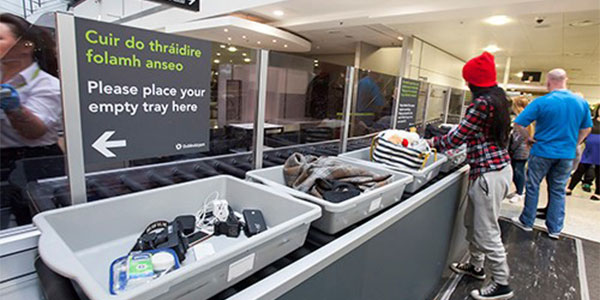 Cuir do thráidire
folamh anseo
Please place your
empty tray here